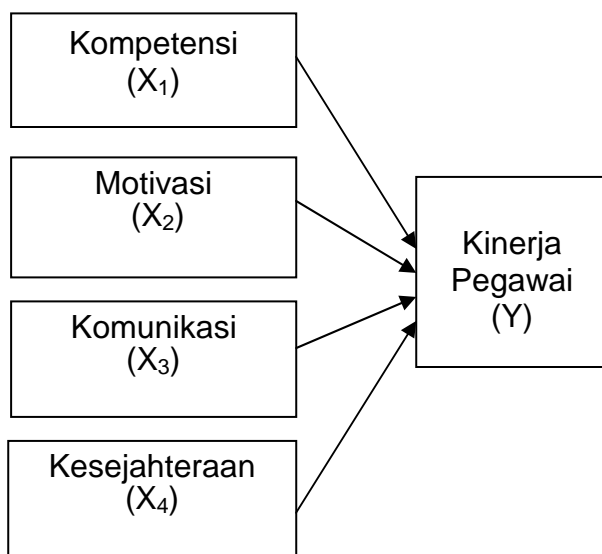 Kompetensi
(X₁)
Motivasi
(X₂)
Komunikasi
(X₃)
Kesejahteraan
(X₄)
Kinerja
Pegawai
(Y)